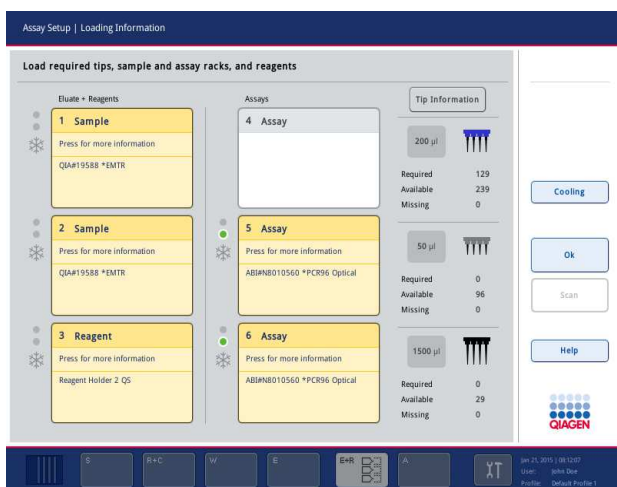 Assay Setup | Loading Information
Load required tips, sample and assay racks, and reagents
Eluate + Reagents
1 Sample
Press for more information
QIA#19588 *EMTR
2 Sample
Press for more information
QIA#19588 *EMTR
3 Reagent
Press for more information
Reagent Holder 2 QS
Assays
4 Assay
5 Assay
Press for more information
ABI#N8010560 *PCR96 Optical
6 Assay
Press for more information
ABI#N8010560 *PCR96 Optical
Tip Information
200 µl
Required 129
Available 239
Missing 0
50 µl
Required 0
Available 96
Missing 0
1500 µl
Required 0
Available 29
Missing 0
Cooling
Ok
Scan
Help
QIAGEN
S
R+C
W
E
E+R
A
Jan 21, 2015 | 08:12:07
User: John Doe
Profile: Default Profile 1